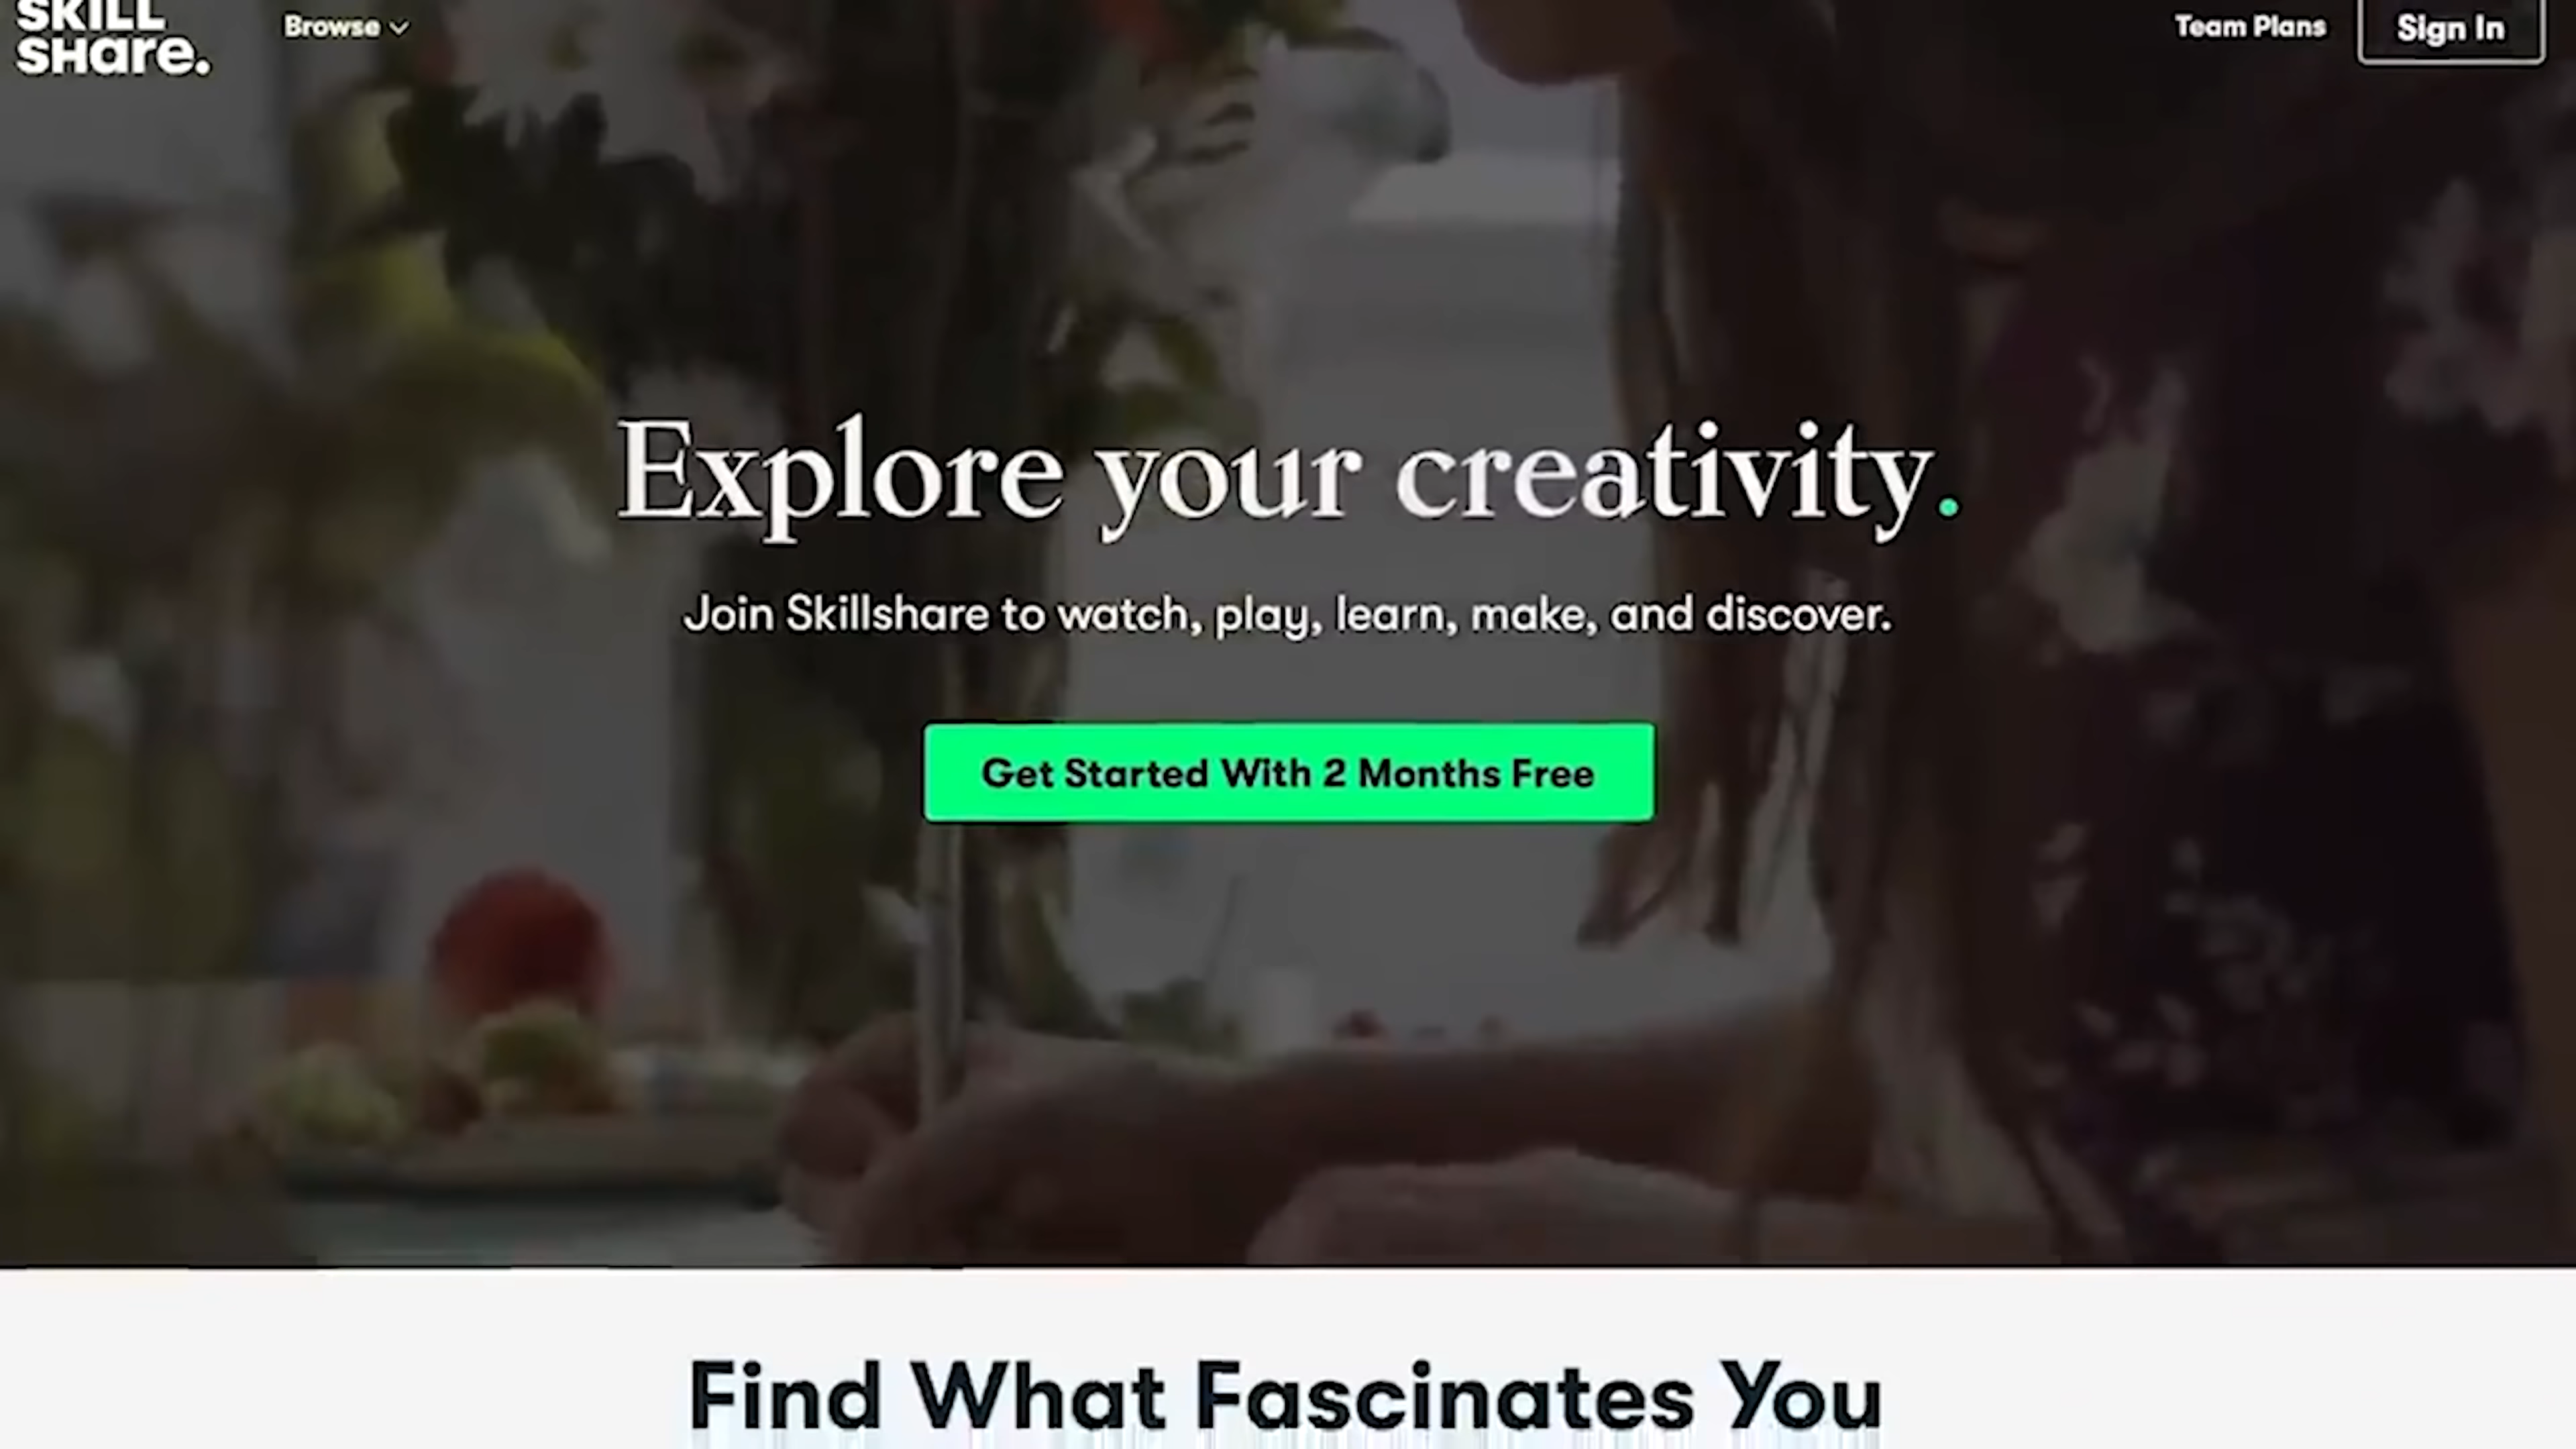 SKILL
SHare.
Browse
Team Plans
Sign In
Explore your creativity.
Join Skillshare to watch, play, learn, make, and discover.
Get Started With 2 Months Free
Find What Fascinates You